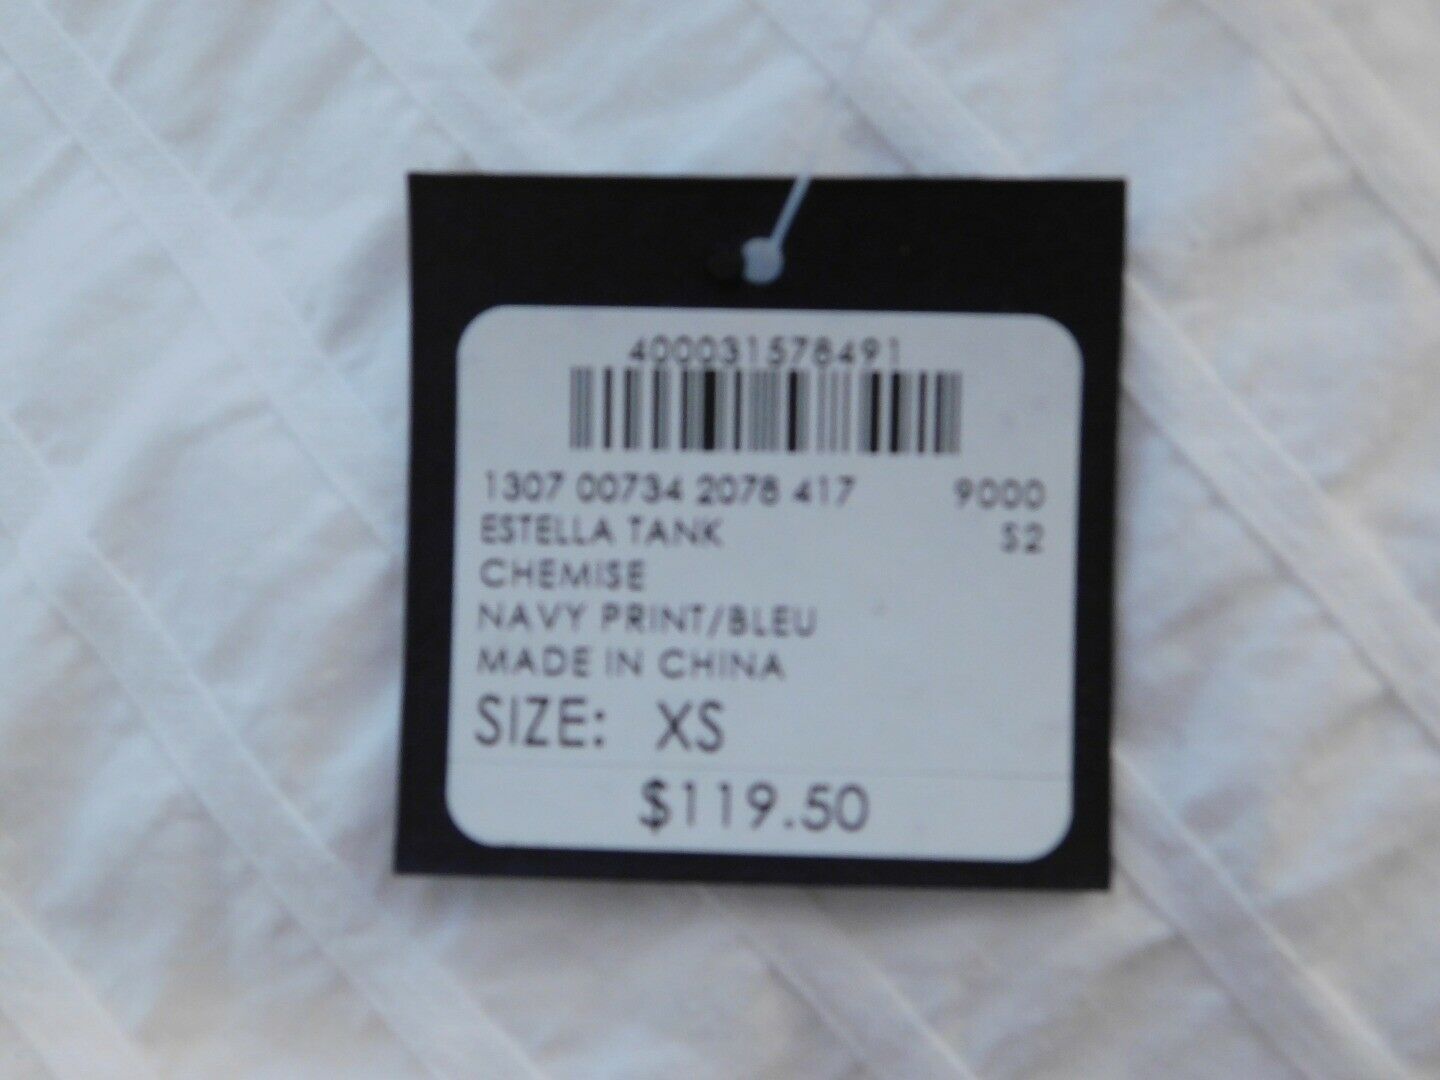 400031578491
1307 00734 2078 417 9000
ESTELLA TANK S2
CHEMISE
NAVY PRINT/BLEU
MADE IN CHINA
SIZE: XS
$119.50